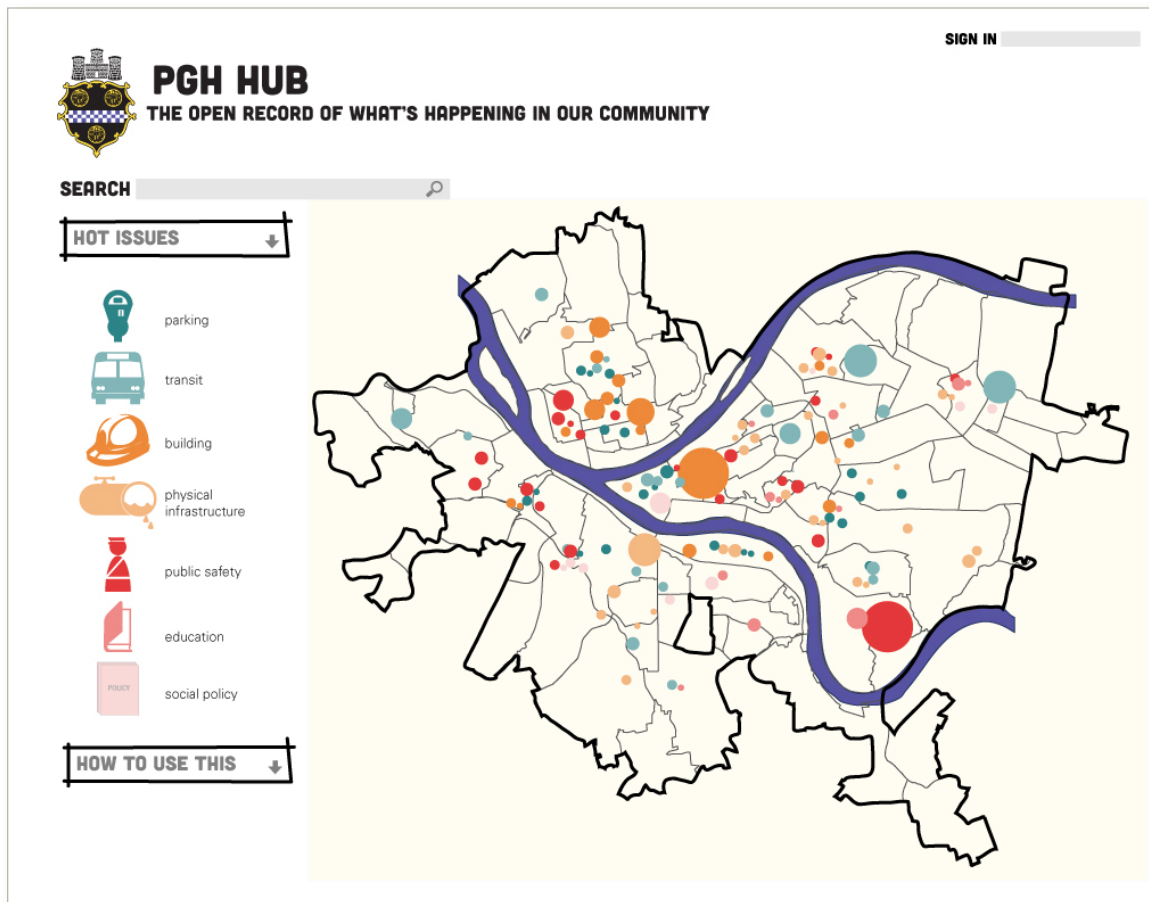 SIGN IN
PGH HUB
THE OPEN RECORD OF WHAT'S HAPPENING IN OUR COMMUNITY
SEARCH
HOT ISSUES
parking
transit
building
physical
infrastructure
public safety
education
POLICY
social policy
HOW TO USE THIS